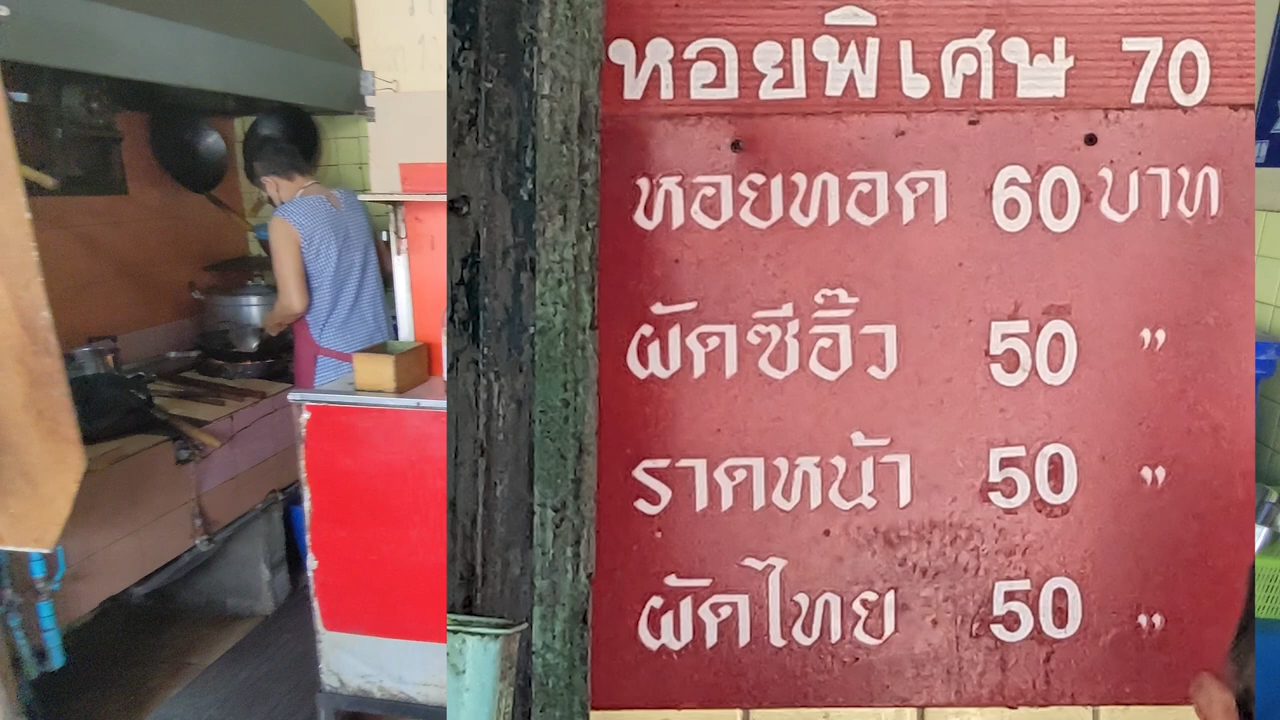 หอยพิเศษ 70
หอยทอด 60 บาท
ผัดซีอิ๊ว 50 "
ราดหน้า 50 "
ผัดไทย 50 "